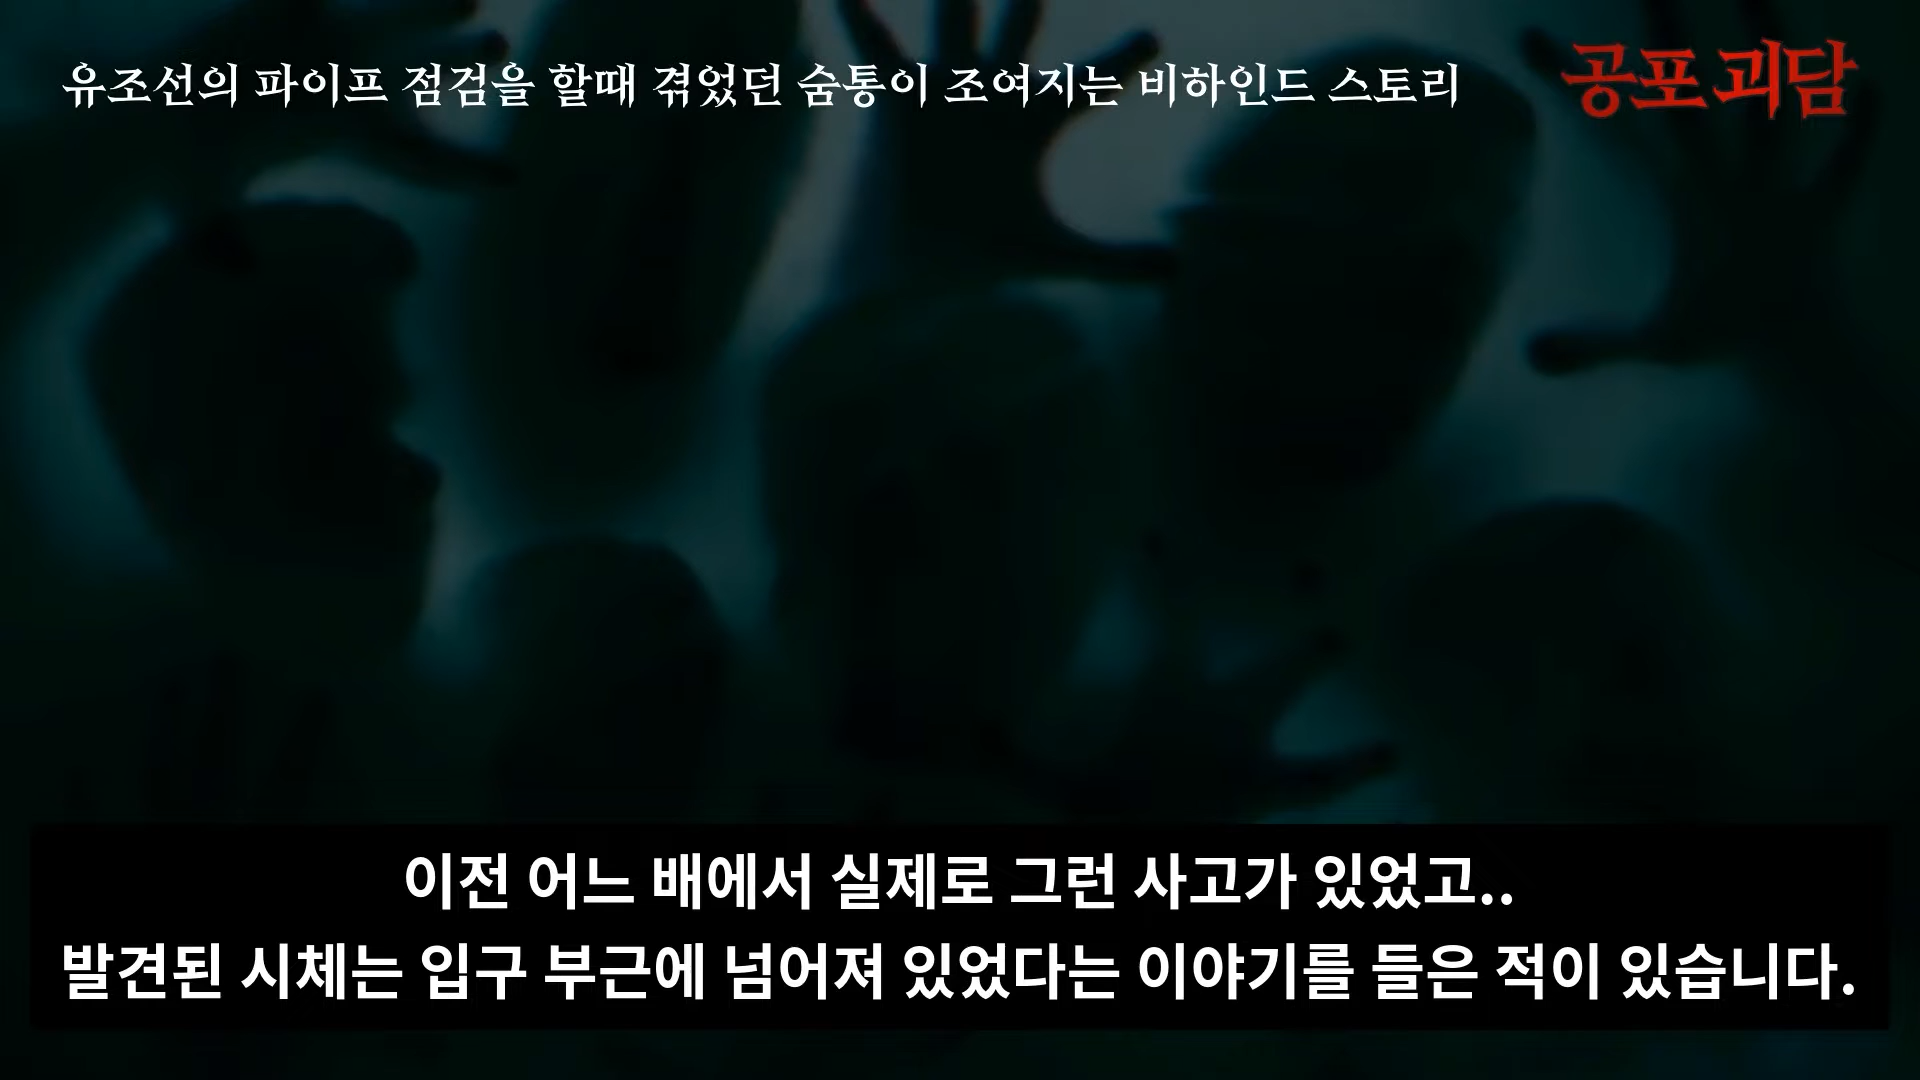 유조선의 파이프 점검을 할때 겪었던 숨통이 조여지는 비하인드 스토리
공포괴담
이전 어느 배에서 실제로 그런 사고가 있었고..
발견된 시체는 입구 부근에 넘어져 있었다는 이야기를 들은 적이 있습니다.